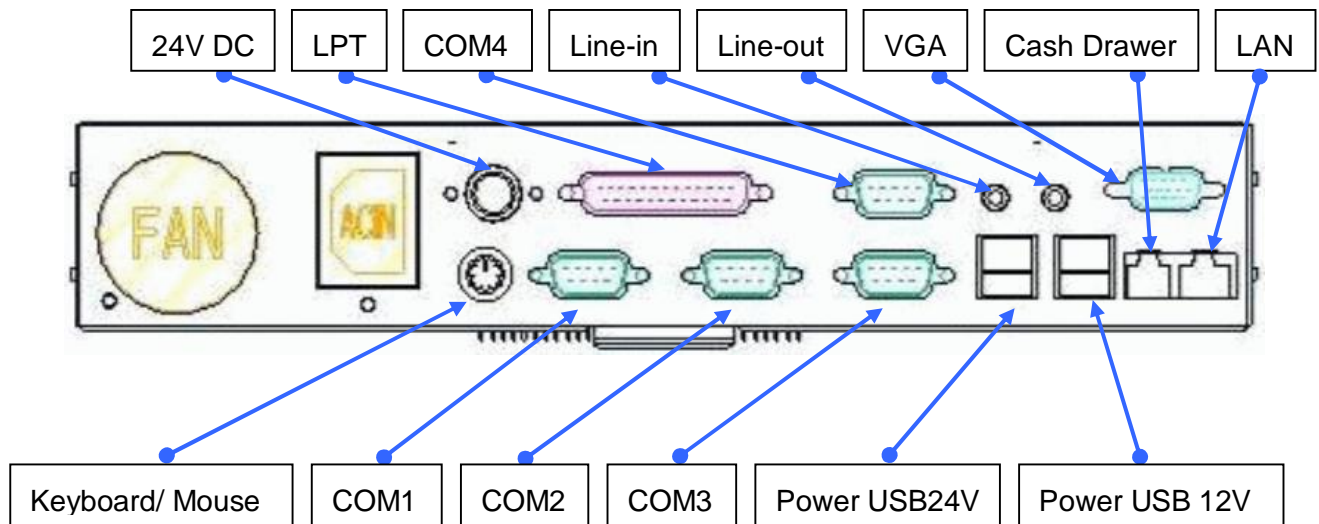 24V DC
LPT
COM4
Line-in
Line-out
VGA
Cash Drawer
LAN
FAN
ACIN
Keyboard/ Mouse
COM1
COM2
COM3
Power USB24V
Power USB 12V